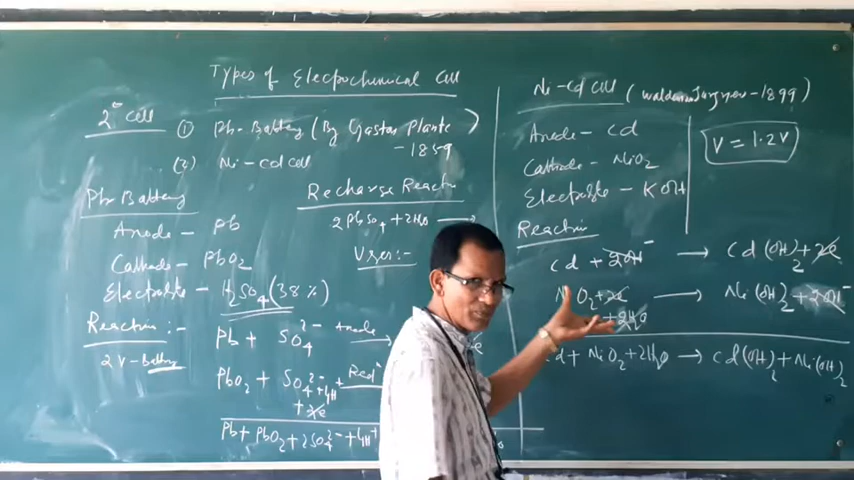 Types of Electrochemical Cell
2° Cell
(1) Pb-Battery (By Gaston Plante
- 1859)
(2) Ni-Cd Cell
Pb Battery
Anode - Pb
Cathode - PbO2
Electrolyte - H2SO4 (38 %)
Reaction :-
2V-Battery
Pb + SO4^2- Anode →
PbO2 + SO4^2- + 4H+
+ 2e Redn
Pb + PbO2 + 2SO4^2- + 4H+
Recharge Reactn
2PbSO4 + 2H2O →
Uses:-
Ni-Cd Cell (Waldemar Jungner - 1899)
Anode - Cd
Cathode - NiO2
Electrolyte - KOH
V = 1.2V
Reactin
Cd + 2OH- → Cd(OH)2 + 2e
NiO2 + 2e
+ 2H2O → Ni(OH)2 + 2OH-
Cd + NiO2 + 2H2O → Cd(OH)2 + Ni(OH)2